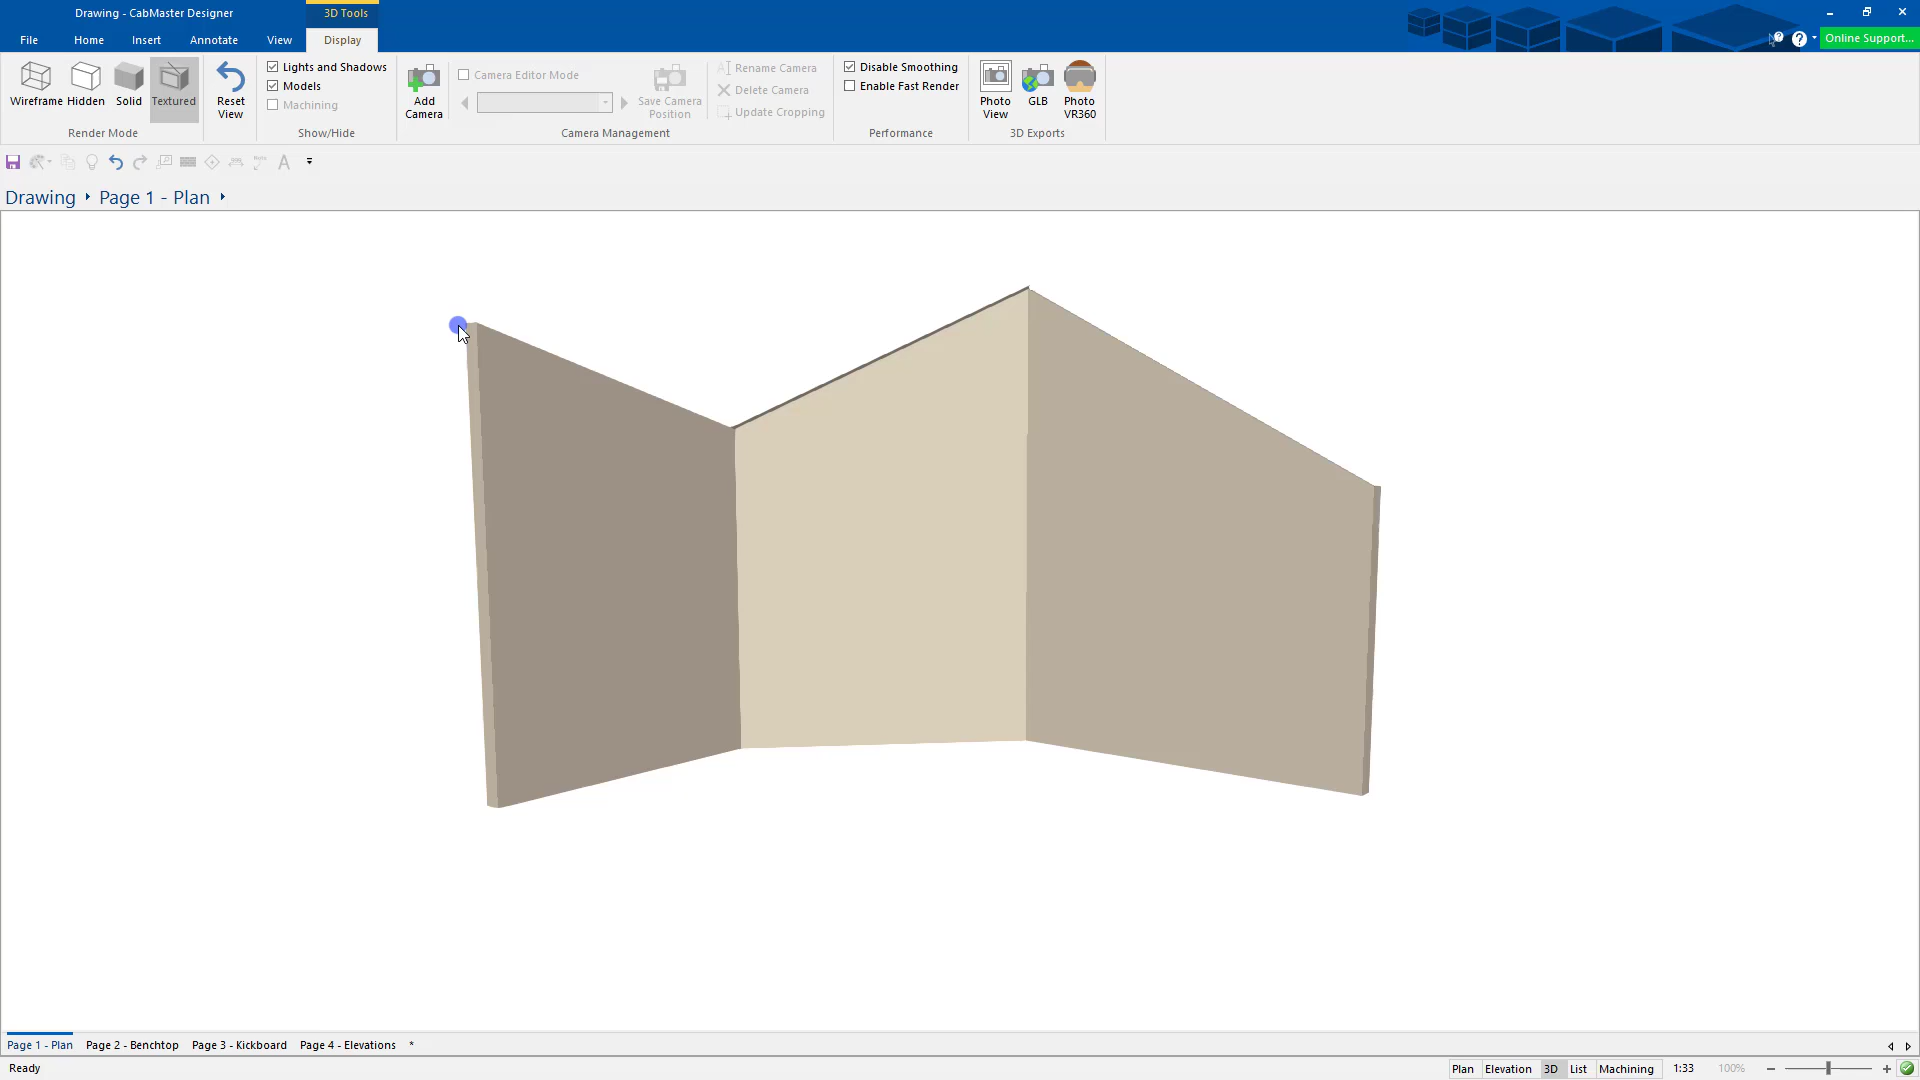 Drawing - CabMaster Designer
3D Tools
File
Home
Insert
Annotate
View
Display
Online Support...
Wireframe
Hidden
Solid
Textured
Render Mode
Reset
View
Lights and Shadows
Models
Machining
Show/Hide
Add
Camera
Camera Editor Mode
Save Camera
Position
Rename Camera
Delete Camera
Update Cropping
Camera Management
Disable Smoothing
Enable Fast Render
Performance
Photo
View
GLB
Photo
VR360
3D Exports
Drawing
Page 1 - Plan
Page 1 - Plan
Page 2 - Benchtop
Page 3 - Kickboard
Page 4 - Elevations
*
Ready
Plan
Elevation
3D
List
Machining
1:33
100%